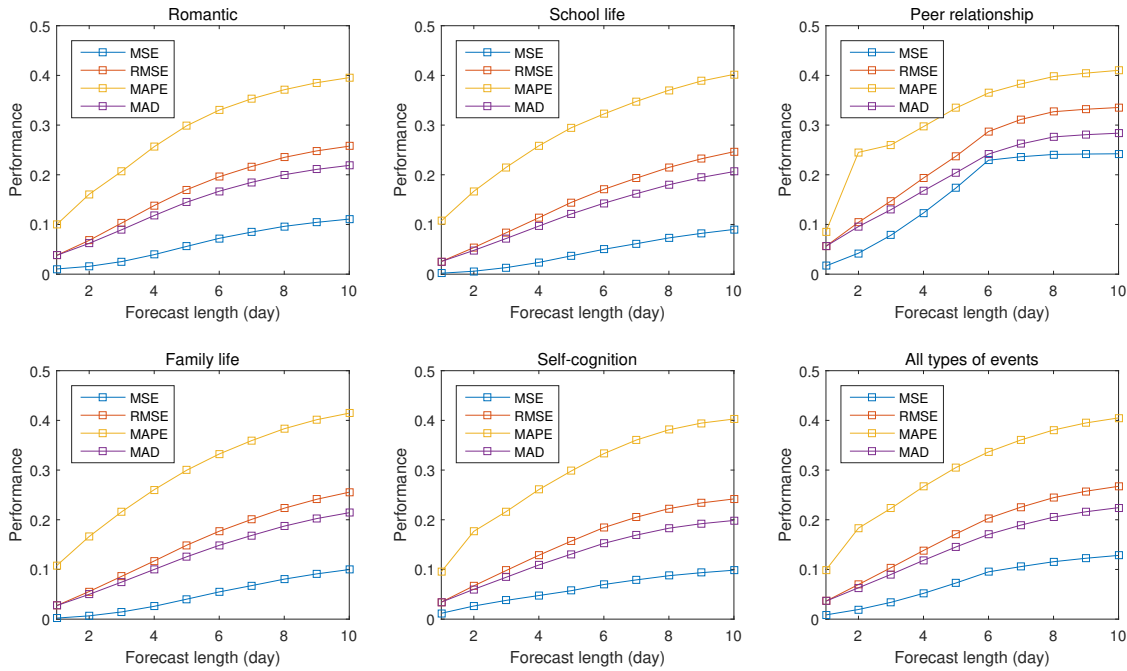 Romantic
0.5
0.4
0.3
0.2
0.1
0
Performance
MSE
RMSE
MAPE
MAD
2 4 6 8 10
Forecast length (day)
School life
0.5
0.4
0.3
0.2
0.1
0
Performance
MSE
RMSE
MAPE
MAD
2 4 6 8 10
Forecast length (day)
Peer relationship
0.5
0.4
0.3
0.2
0.1
0
Performance
MSE
RMSE
MAPE
MAD
2 4 6 8 10
Forecast length (day)
Family life
0.5
0.4
0.3
0.2
0.1
0
Performance
MSE
RMSE
MAPE
MAD
2 4 6 8 10
Forecast length (day)
Self-cognition
0.5
0.4
0.3
0.2
0.1
0
Performance
MSE
RMSE
MAPE
MAD
2 4 6 8 10
Forecast length (day)
All types of events
0.5
0.4
0.3
0.2
0.1
0
Performance
MSE
RMSE
MAPE
MAD
2 4 6 8 10
Forecast length (day)